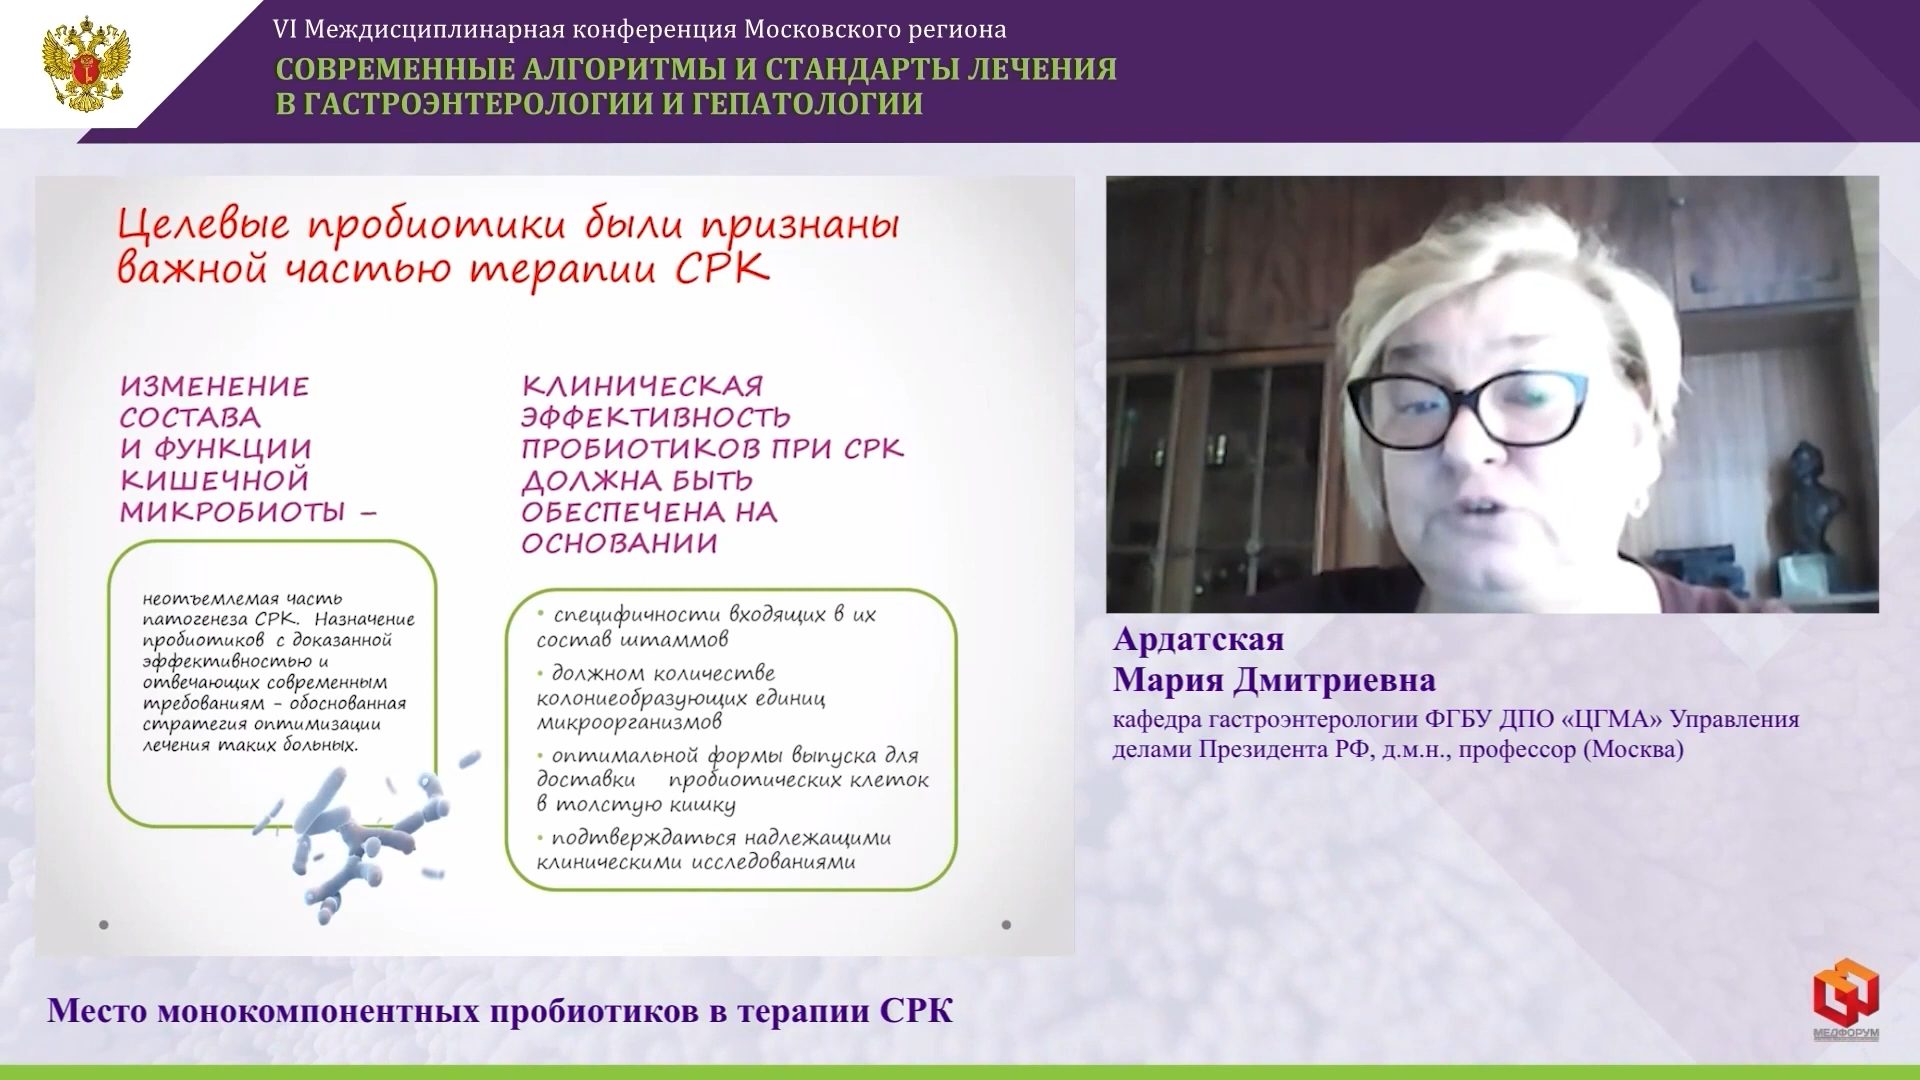 VI Междисциплинарная конференция Московского региона
СОВРЕМЕННЫЕ АЛГОРИТМЫ И СТАНДАРТЫ ЛЕЧЕНИЯ
В ГАСТРОЭНТЕРОЛОГИИ И ГЕПАТОЛОГИИ
Целевые пробиотики были признаны
важной частью терапии СРК
ИЗМЕНЕНИЕ
СОСТАВА
И ФУНКЦИИ
КИШЕЧНОЙ
МИКРОБИОТЫ –
неотъемлемая часть
патогенеза СРК. Назначение
пробиотиков с доказанной
эффективностью и
отвечающих современным
требованиям - обоснованная
стратегия оптимизации
лечения таких больных.
КЛИНИЧЕСКАЯ
ЭФФЕКТИВНОСТЬ
ПРОБИОТИКОВ ПРИ СРК
ДОЛЖНА БЫТЬ
ОБЕСПЕЧЕНА НА
ОСНОВАНИИ
• специфичности входящих в их
состав штаммов
• должном количестве
колониеобразующих единиц
микроорганизмов
• оптимальной формы выпуска для
доставки пробиотических клеток
в толстую кишку
• подтверждаться надлежащими
клиническими исследованиями
Ардатская
Мария Дмитриевна
кафедра гастроэнтерологии ФГБУ ДПО «ЦГМА» Управления
делами Президента РФ, д.м.н., профессор (Москва)
Место монокомпонентных пробиотиков в терапии СРК
МЕДФОРУМ